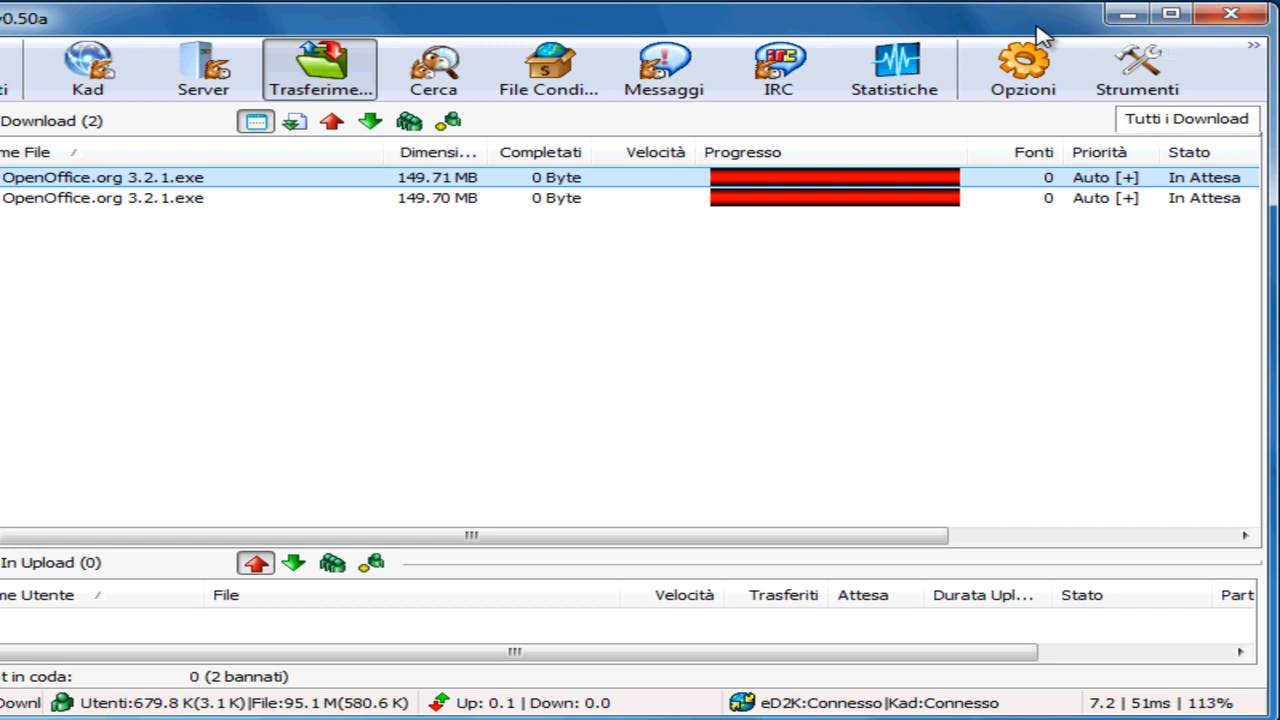 v0.50a
ti Kad Server Trasferime... Cerca File Condi... Messaggi IRC Statistiche Opzioni Strumenti
Download (2) Tutti i Download
me File Dimensi... Completati Velocità Progresso Fonti Priorità Stato
OpenOffice.org 3.2.1.exe 149.71 MB 0 Byte 0 Auto [+] In Attesa
OpenOffice.org 3.2.1.exe 149.70 MB 0 Byte 0 Auto [+] In Attesa
In Upload (0)
me Utente File Velocità Trasferiti Attesa Durata Upl... Stato Part
t in coda: 0 (2 bannati)
Downl Utenti:679.8 K(3.1 K)|File:95.1 M(580.6 K) Up: 0.1 | Down: 0.0 eD2K:Connesso|Kad:Connesso 7.2 | 51ms | 113%